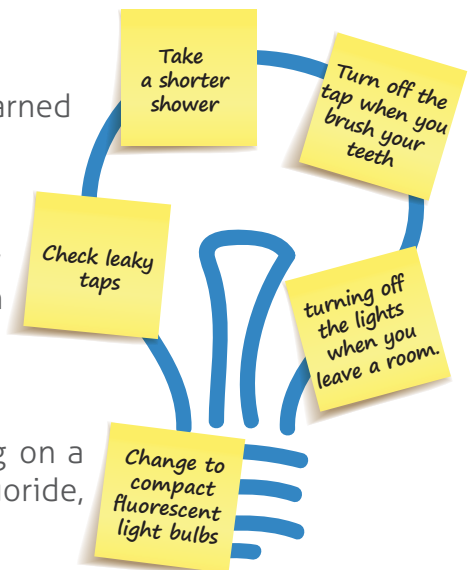 Take
a shorter
shower
Turn off the
tap when you
brush your
teeth
arned
Check leaky
taps
turning off
the lights
when you
leave a room.
g on a
uoride,
Change to
compact
fluorescent
light bulbs